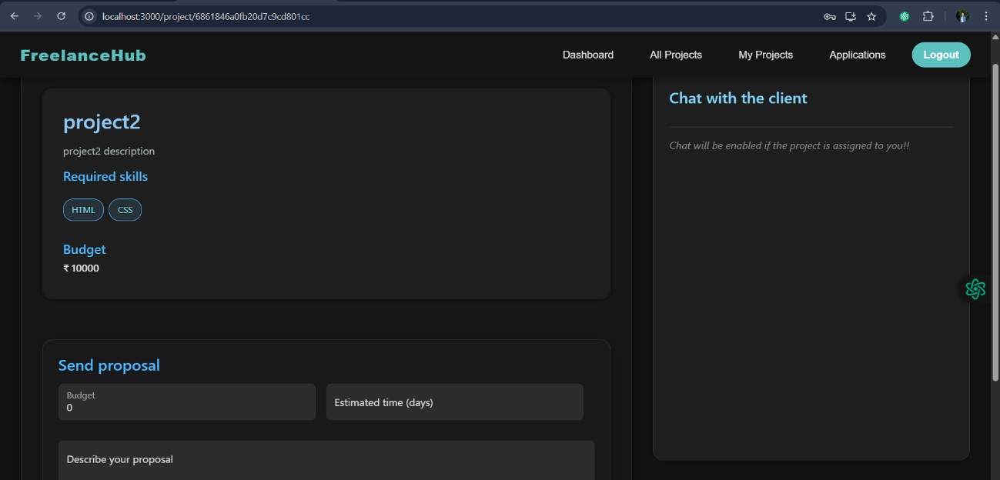 localhost:3000/project/6861846a0fb20d7c9cd801cc
FreelanceHub
Dashboard
All Projects
My Projects
Applications
Logout
project2
project2 description
Required skills
HTML
CSS
Budget
₹ 10000
Send proposal
Budget
0
Estimated time (days)
Describe your proposal
Chat with the client
Chat will be enabled if the project is assigned to you!!